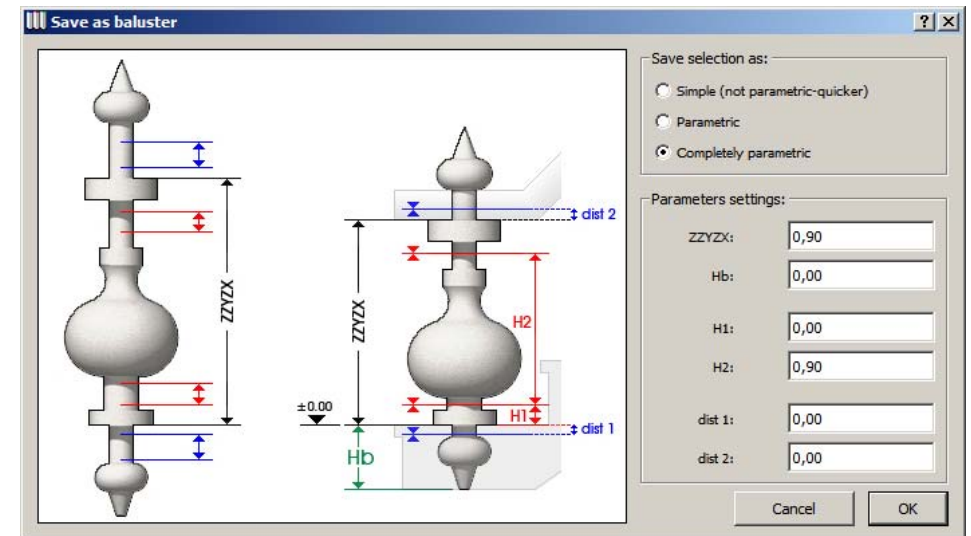 Save as baluster
? ×
ZZYZX
ZZYZX
dist 2
H2
H1
±0.00
dist 1
Hb
Save selection as:
Simple (not parametric-quicker)
Parametric
Completely parametric
Parameters settings:
ZZYZX: 0,90
Hb: 0,00
H1: 0,00
H2: 0,90
dist 1: 0,00
dist 2: 0,00
Cancel OK